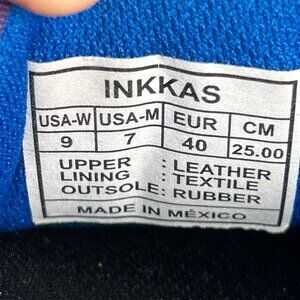 INKKAS
USA-W USA-M EUR CM
9 7 40 25.00
UPPER : LEATHER
LINING : TEXTILE
OUTSOLE: RUBBER
MADE IN MÉXICO